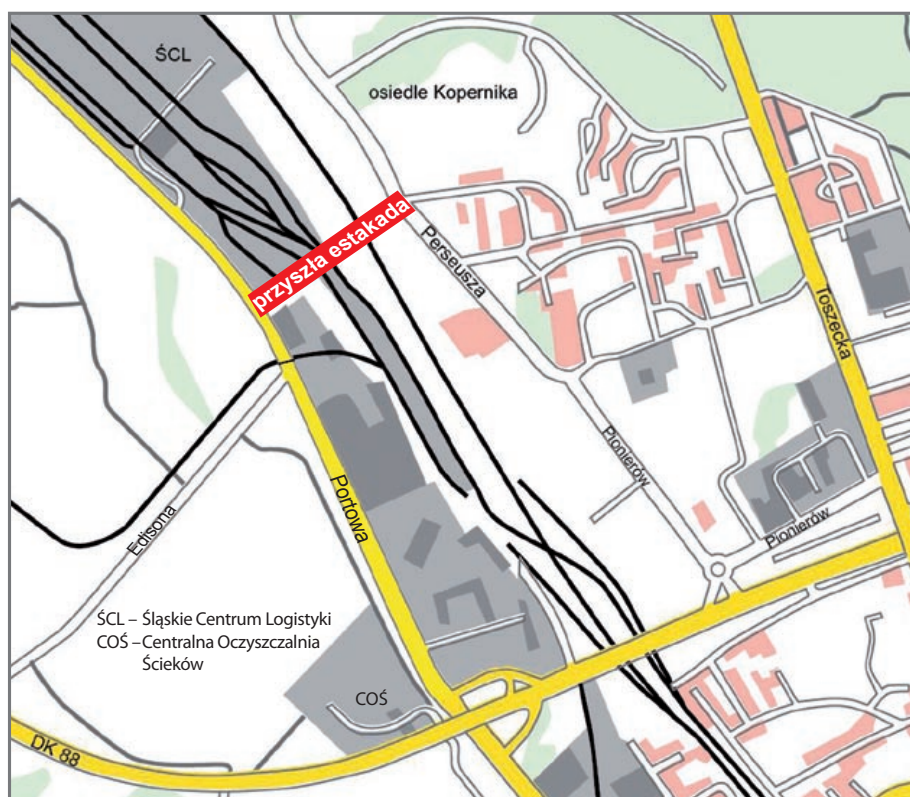 ŚCL
osiedle Kopernika
przyszła estakada
Perseusza
Toszecka
Pionierów
Portowa
Edisona
Pionierów
ŚCL – Śląskie Centrum Logistyki
COŚ – Centralna Oczyszczalnia
Ścieków
COŚ
DK 88